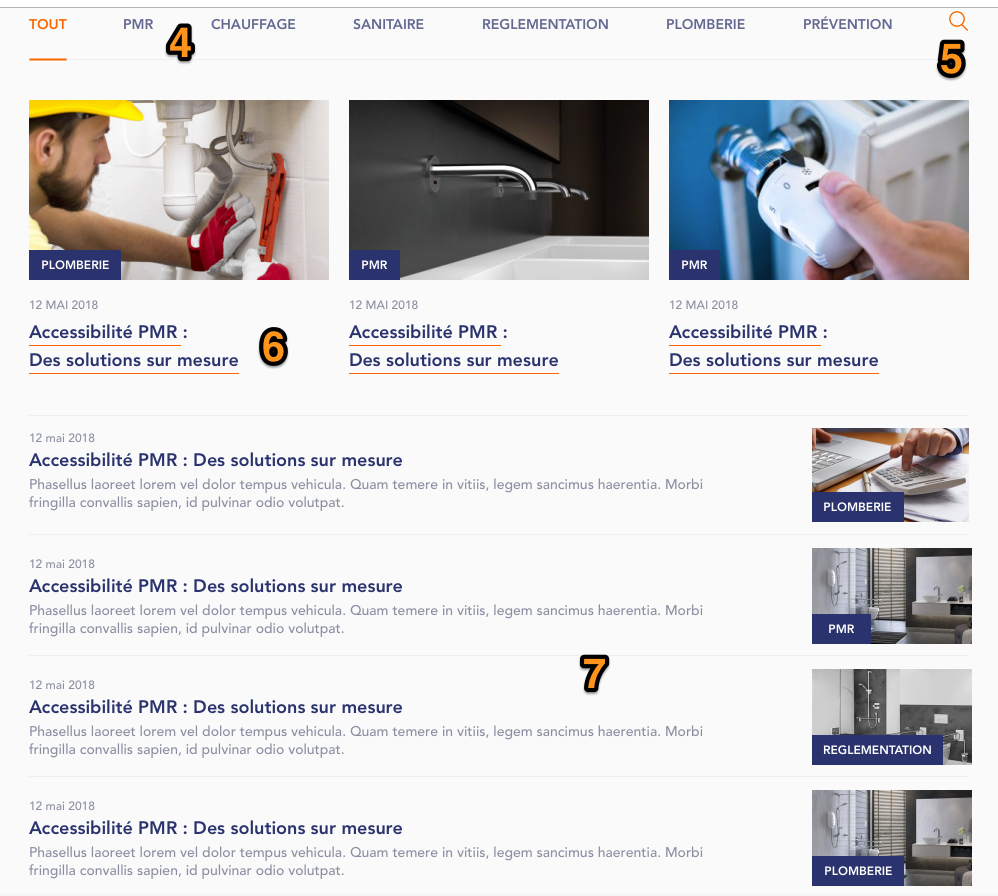 TOUT PMR CHAUFFAGE SANITAIRE REGLEMENTATION PLOMBERIE PRÉVENTION
4
5
PLOMBERIE
12 MAI 2018
Accessibilité PMR :
Des solutions sur mesure
6
PMR
12 MAI 2018
Accessibilité PMR :
Des solutions sur mesure
PMR
12 MAI 2018
Accessibilité PMR :
Des solutions sur mesure
12 mai 2018
Accessibilité PMR : Des solutions sur mesure
Phasellus laoreet lorem vel dolor tempus vehicula. Quam temere in vitiis, legem sancimus haerentia. Morbi
fringilla convallis sapien, id pulvinar odio volutpat.
PLOMBERIE
12 mai 2018
Accessibilité PMR : Des solutions sur mesure
Phasellus laoreet lorem vel dolor tempus vehicula. Quam temere in vitiis, legem sancimus haerentia. Morbi
fringilla convallis sapien, id pulvinar odio volutpat.
PMR
7
12 mai 2018
Accessibilité PMR : Des solutions sur mesure
Phasellus laoreet lorem vel dolor tempus vehicula. Quam temere in vitiis, legem sancimus haerentia. Morbi
fringilla convallis sapien, id pulvinar odio volutpat.
REGLEMENTATION
12 mai 2018
Accessibilité PMR : Des solutions sur mesure
Phasellus laoreet lorem vel dolor tempus vehicula. Quam temere in vitiis, legem sancimus haerentia. Morbi
fringilla convallis sapien, id pulvinar odio volutpat.
PLOMBERIE